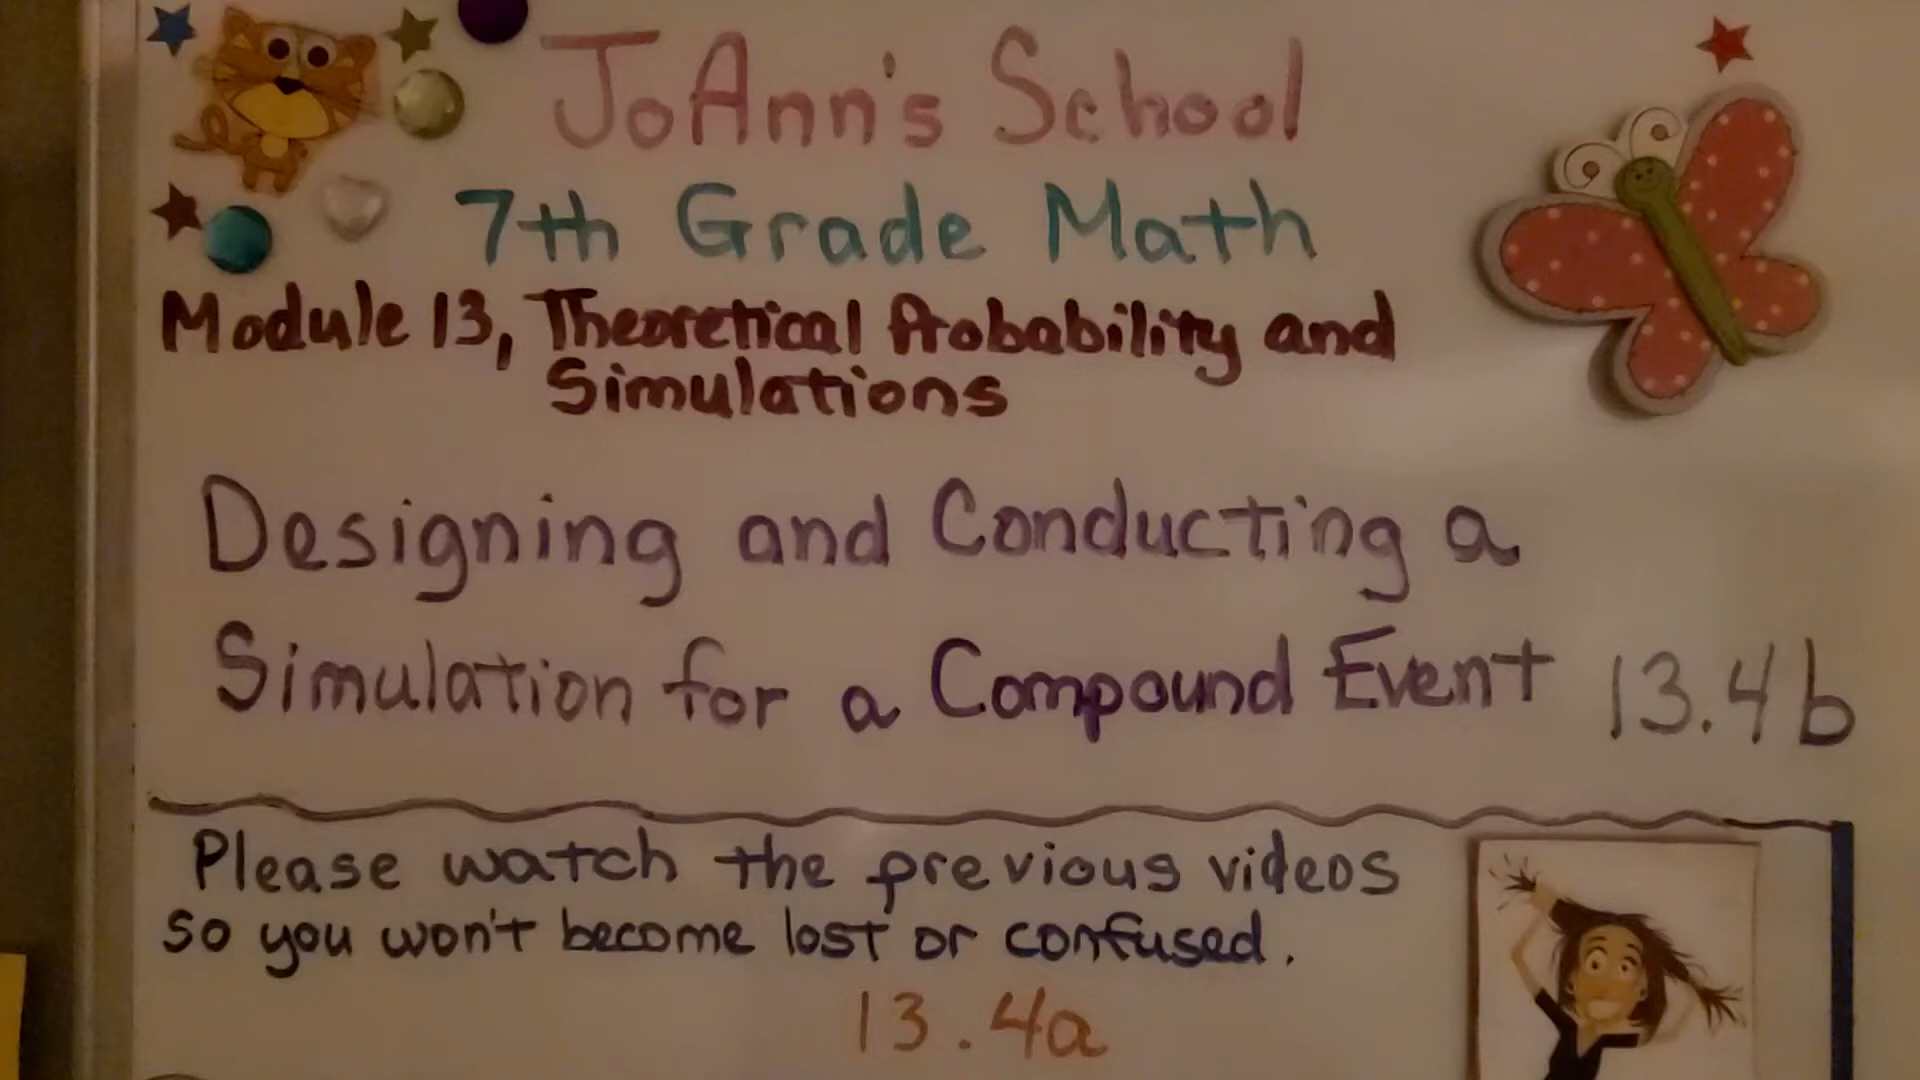 JoAnn's School
7th Grade Math
Module 13, Theoretical Probability and
Simulations
Designing and Conducting a
Simulation for a Compound Event 13.4b
Please watch the previous videos
so you won't become lost or confused.
13.4a